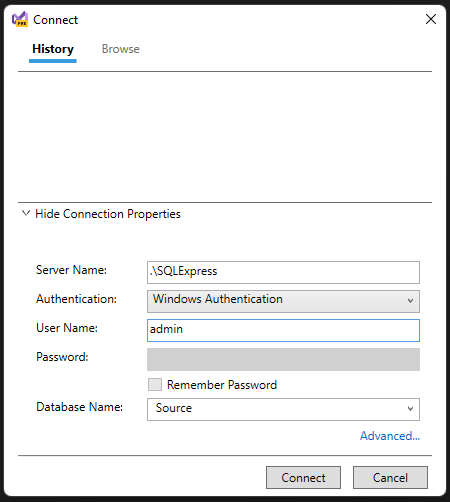 Connect
History Browse
Hide Connection Properties
Server Name: .\SQLExpress
Authentication: Windows Authentication
User Name: admin
Password:
Remember Password
Database Name: Source
Advanced...
Connect Cancel